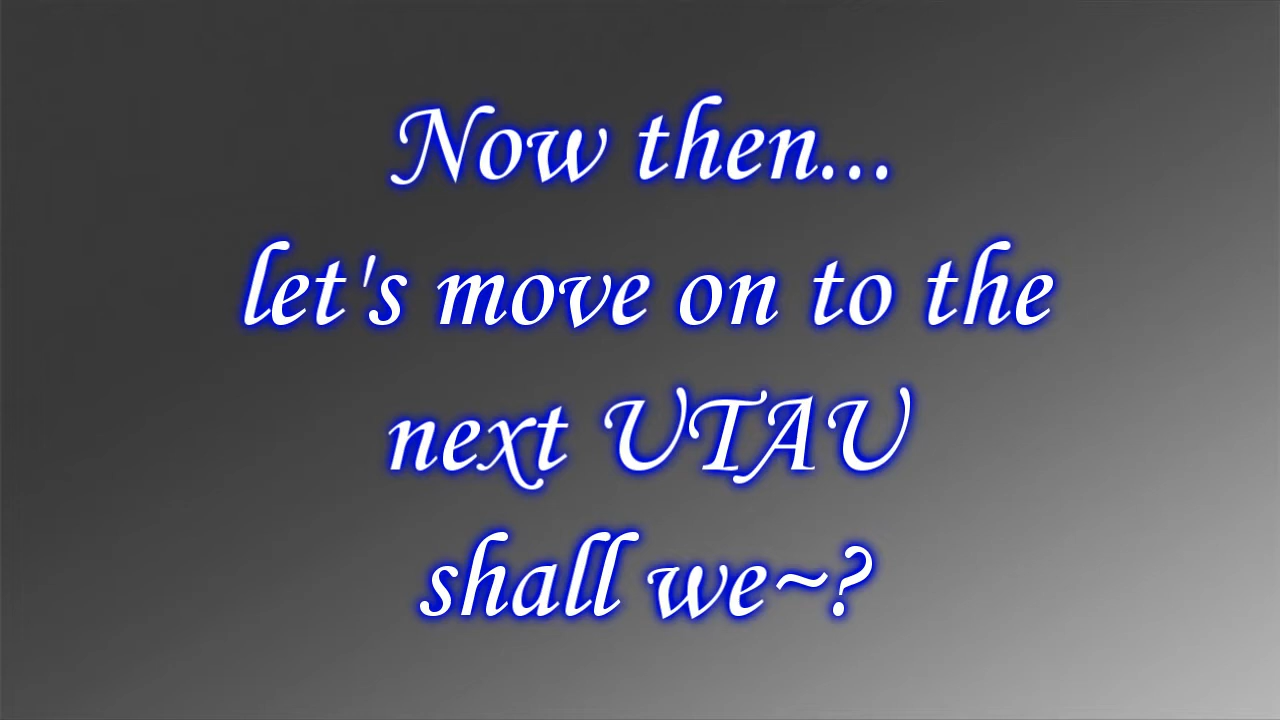 Now then...
let's move on to the
next UTAU
shall we~?